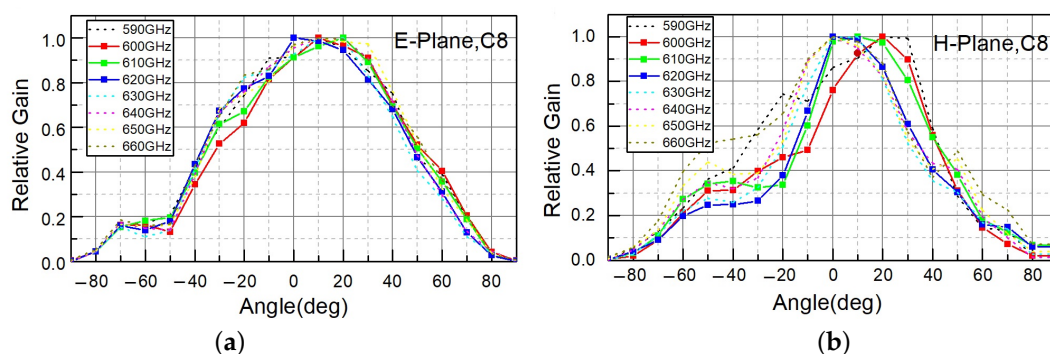 E-Plane,C8
590GHz
600GHz
610GHz
620GHz
630GHz
640GHz
650GHz
660GHz
Relative Gain
1.0
0.8
0.6
0.4
0.2
0.0
−80 −60 −40 −20 0 20 40 60 80
Angle(deg)
(a)
H-Plane,C8
590GHz
600GHz
610GHz
620GHz
630GHz
640GHz
650GHz
660GHz
Relative Gain
1.0
0.8
0.6
0.4
0.2
0.0
−80 −60 −40 −20 0 20 40 60 80
Angle(deg)
(b)